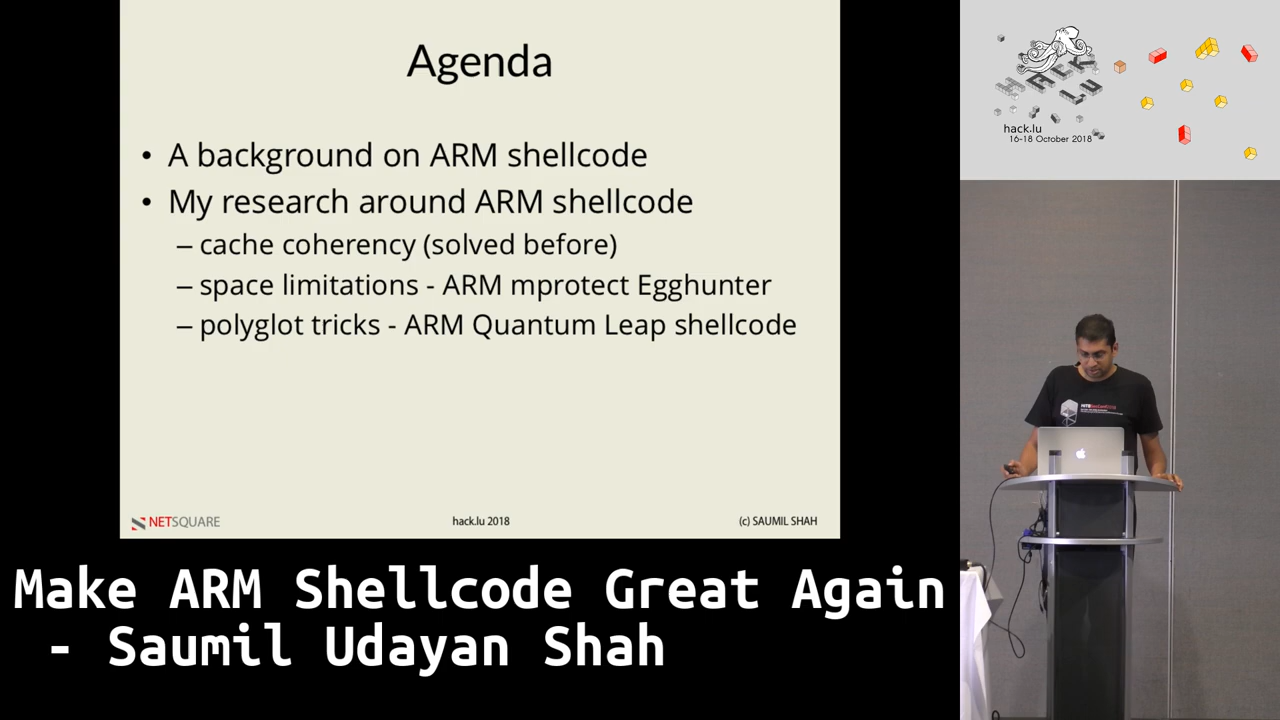 Agenda
• A background on ARM shellcode
• My research around ARM shellcode
– cache coherency (solved before)
– space limitations - ARM mprotect Egghunter
– polyglot tricks - ARM Quantum Leap shellcode
NETSQUARE
hack.lu 2018
(c) SAUMIL SHAH
Make ARM Shellcode Great Again
- Saumil Udayan Shah
HACK
LU
hack.lu
16-18 October 2018